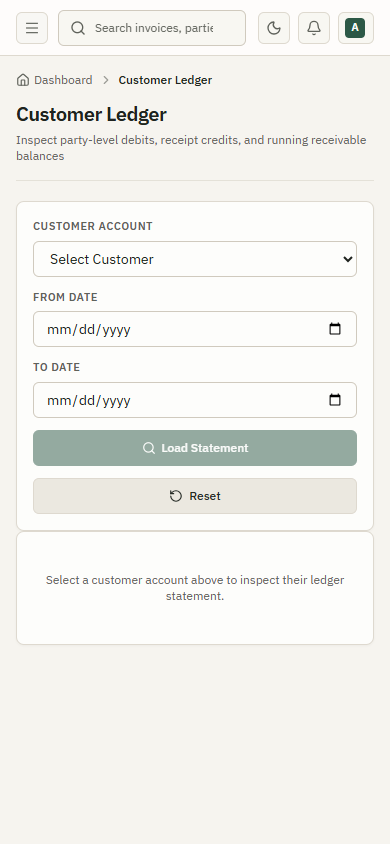 Search invoices, partie
A
Dashboard
Customer Ledger
Customer Ledger
Inspect party-level debits, receipt credits, and running receivable
balances
CUSTOMER ACCOUNT
Select Customer
FROM DATE
mm/dd/yyyy
TO DATE
mm/dd/yyyy
Load Statement
Reset
Select a customer account above to inspect their ledger
statement.